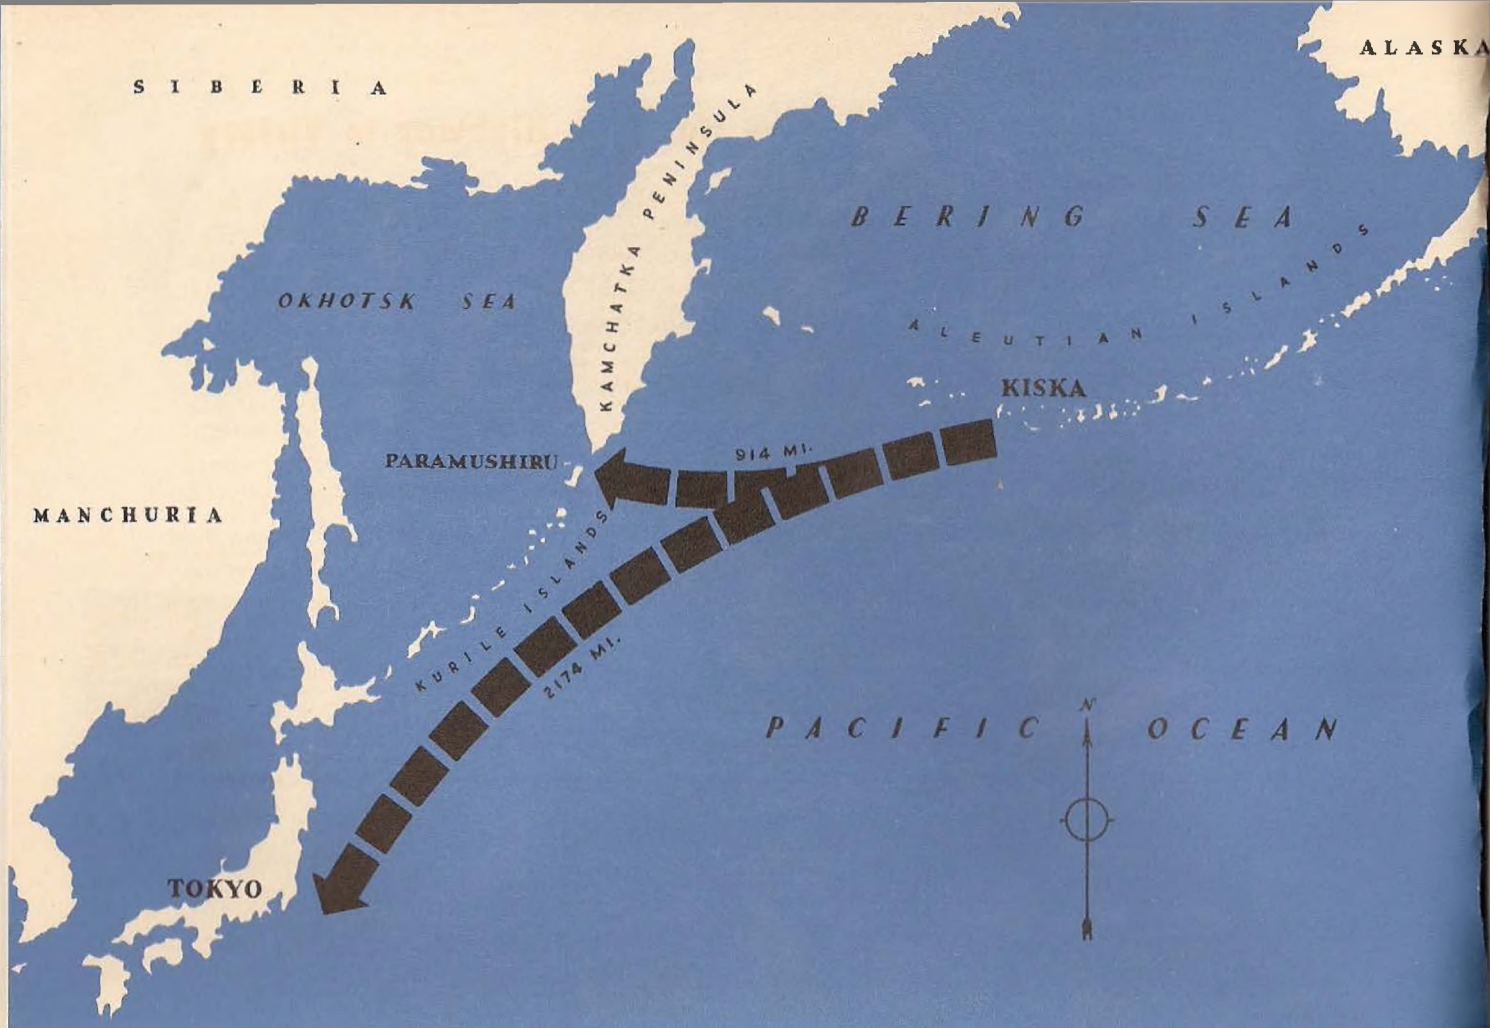 ALASKA
SIBERIA
KAMCHATKA PENINSULA
BERING SEA
OKHOTSK SEA
ALEUTIAN ISLANDS
KISKA
914 MI.
PARAMUSHIRU
MANCHURIA
KURILE ISLANDS
2174 MI.
N
PACIFIC OCEAN
TOKYO